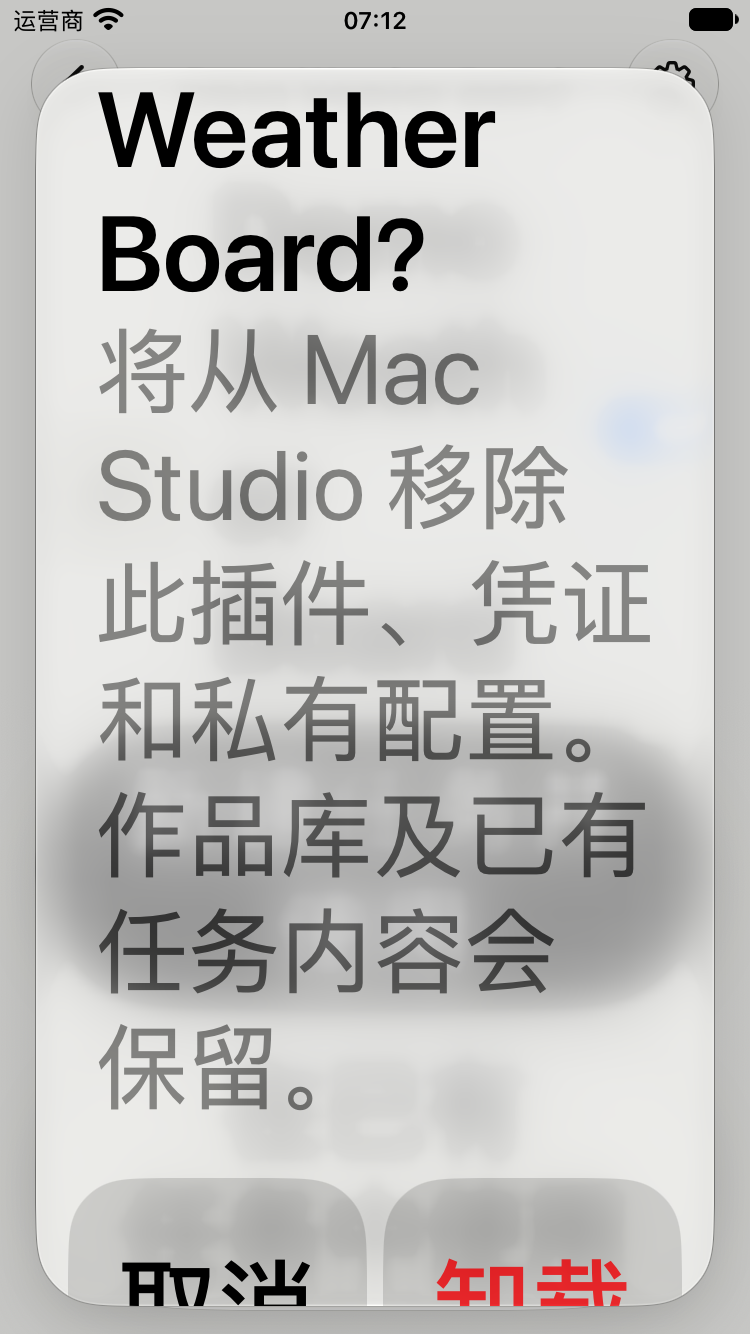 运营商 07:12
Weather
Board?
将从 Mac
Studio 移除
此插件、凭证
和私有配置。
作品库及已有
任务内容会
保留。
取消 卸载